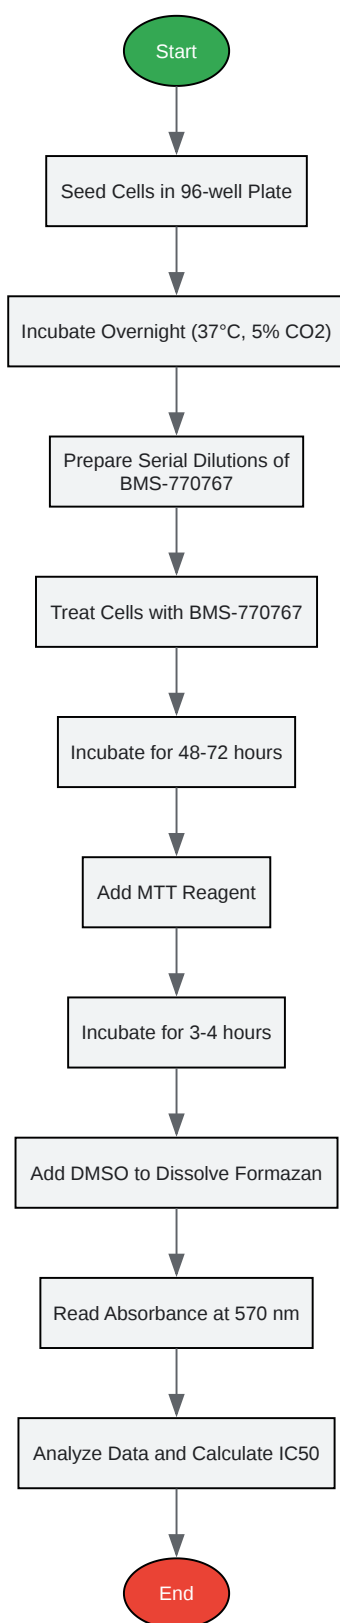 Start
Seed Cells in 96-well Plate
Incubate Overnight (37°C, 5% CO2)
Prepare Serial Dilutions of
BMS-770767
Treat Cells with BMS-770767
Incubate for 48-72 hours
Add MTT Reagent
Incubate for 3-4 hours
Add DMSO to Dissolve Formazan
Read Absorbance at 570 nm
Analyze Data and Calculate IC50
End